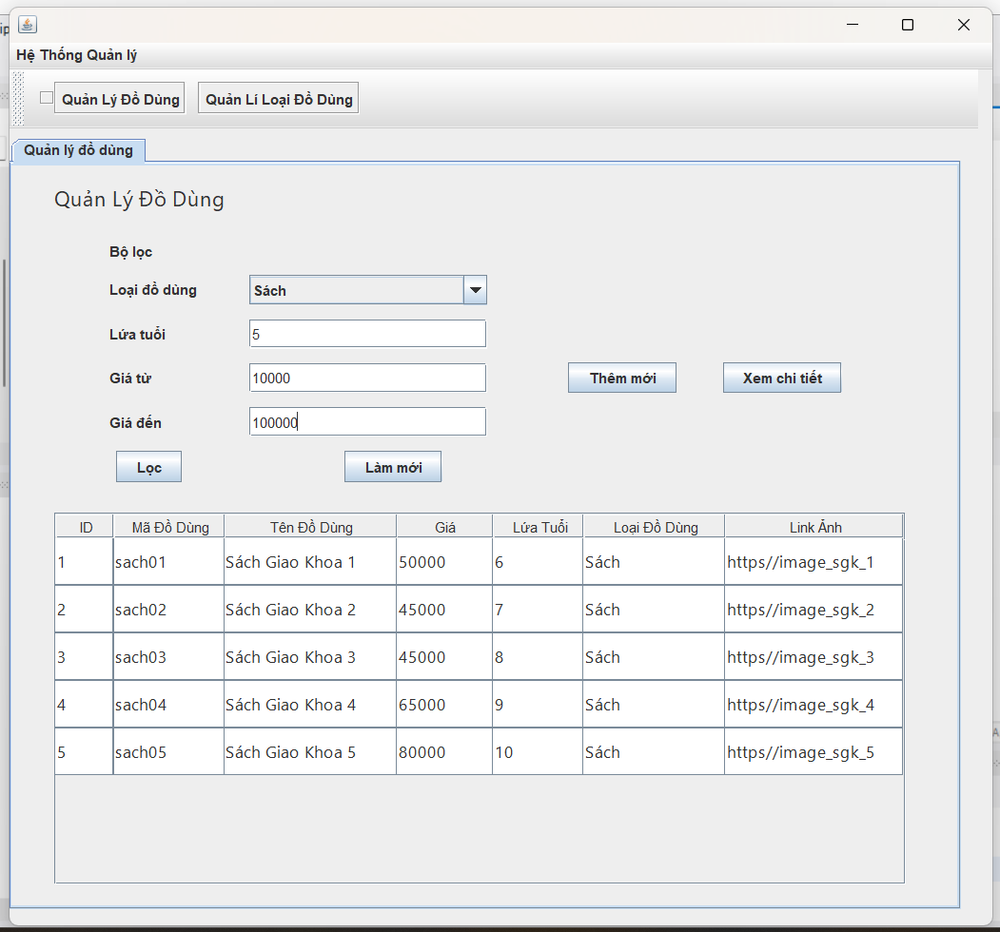 Hệ Thống Quản lý
Quản Lý Đồ Dùng Quản Lí Loại Đồ Dùng
Quản lý đồ dùng
Quản Lý Đồ Dùng
Bộ lọc
Loại đồ dùng Sách
Lứa tuổi 5
Giá từ 10000 Thêm mới Xem chi tiết
Giá đến 100000
Lọc Làm mới
ID Mã Đồ Dùng Tên Đồ Dùng Giá Lứa Tuổi Loại Đồ Dùng Link Ảnh
1 sach01 Sách Giao Khoa 1 50000 6 Sách https//image_sgk_1
2 sach02 Sách Giao Khoa 2 45000 7 Sách https//image_sgk_2
3 sach03 Sách Giao Khoa 3 45000 8 Sách https//image_sgk_3
4 sach04 Sách Giao Khoa 4 65000 9 Sách https//image_sgk_4
5 sach05 Sách Giao Khoa 5 80000 10 Sách https//image_sgk_5